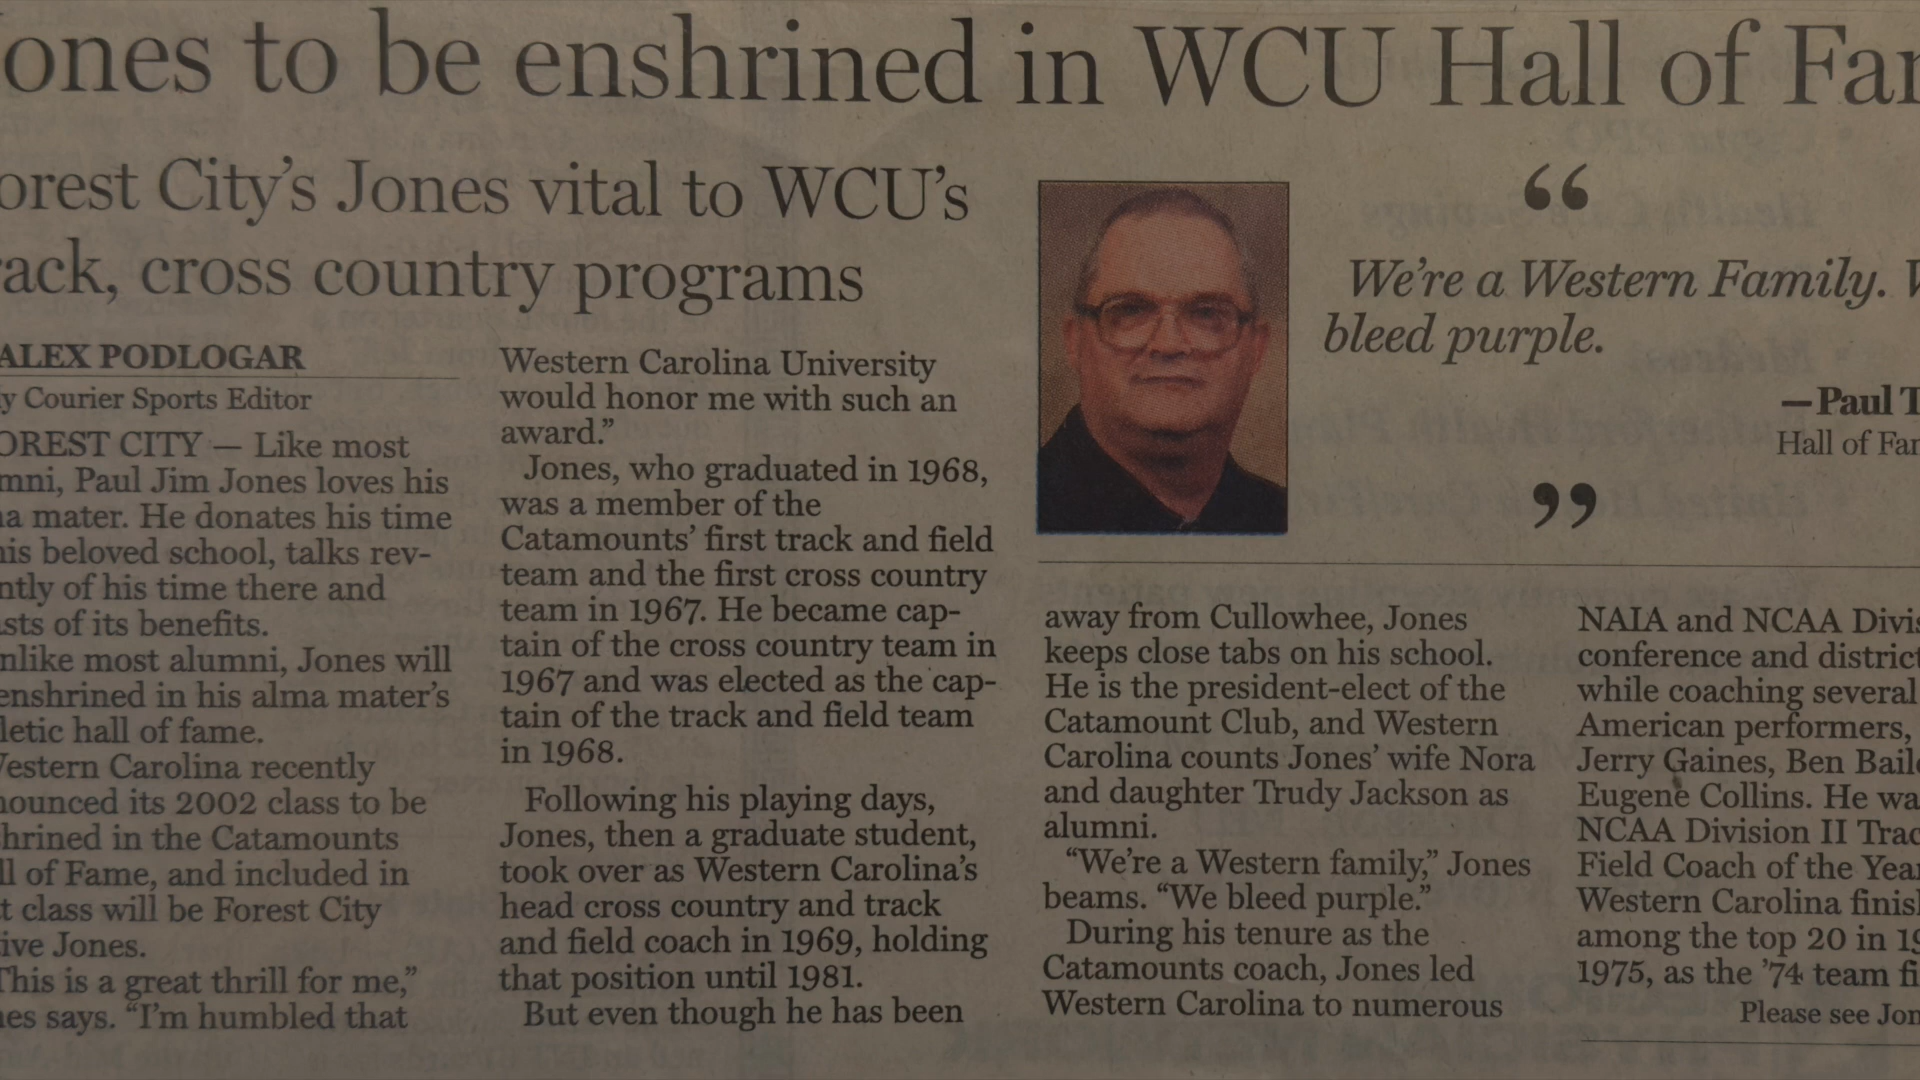 ones to be enshrined in WCU Hall of Fa
orest City's Jones vital to WCU's
rack, cross country programs
ALEX PODLOGAR
y Courier Sports Editor
OREST CITY — Like most
mni, Paul Jim Jones loves his
a mater. He donates his time
his beloved school, talks rev-
ntly of his time there and
sts of its benefits.
nlike most alumni, Jones will
enshrined in his alma mater's
letic hall of fame.
estern Carolina recently
nounced its 2002 class to be
hrined in the Catamounts
ll of Fame, and included in
t class will be Forest City
ive Jones.
This is a great thrill for me,"
nes says. "I'm humbled that
Western Carolina University
would honor me with such an
award."
Jones, who graduated in 1968,
was a member of the
Catamounts' first track and field
team and the first cross country
team in 1967. He became cap-
tain of the cross country team in
1967 and was elected as the cap-
tain of the track and field team
in 1968.
Following his playing days,
Jones, then a graduate student,
took over as Western Carolina's
head cross country and track
and field coach in 1969, holding
that position until 1981.
But even though he has been
“
We're a Western Family. W
bleed purple.
—Paul
Hall of Fa
”
away from Cullowhee, Jones
keeps close tabs on his school.
He is the president-elect of the
Catamount Club, and Western
Carolina counts Jones' wife Nora
and daughter Trudy Jackson as
alumni.
"We're a Western family," Jones
beams. "We bleed purple."
During his tenure as the
Catamounts coach, Jones led
Western Carolina to numerous
NAIA and NCAA Divis
conference and district
while coaching several
American performers,
Jerry Gaines, Ben Baile
Eugene Collins. He wa
NCAA Division II Trac
Field Coach of the Year
Western Carolina finis
among the top 20 in 19
1975, as the '74 team fi
Please see Jon